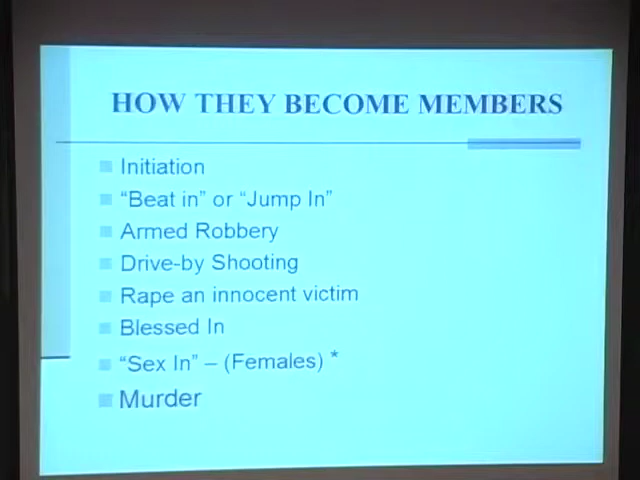 HOW THEY BECOME MEMBERS
Initiation
“Beat in” or “Jump In”
Armed Robbery
Drive-by Shooting
Rape an innocent victim
Blessed In
“Sex In” – (Females) *
Murder